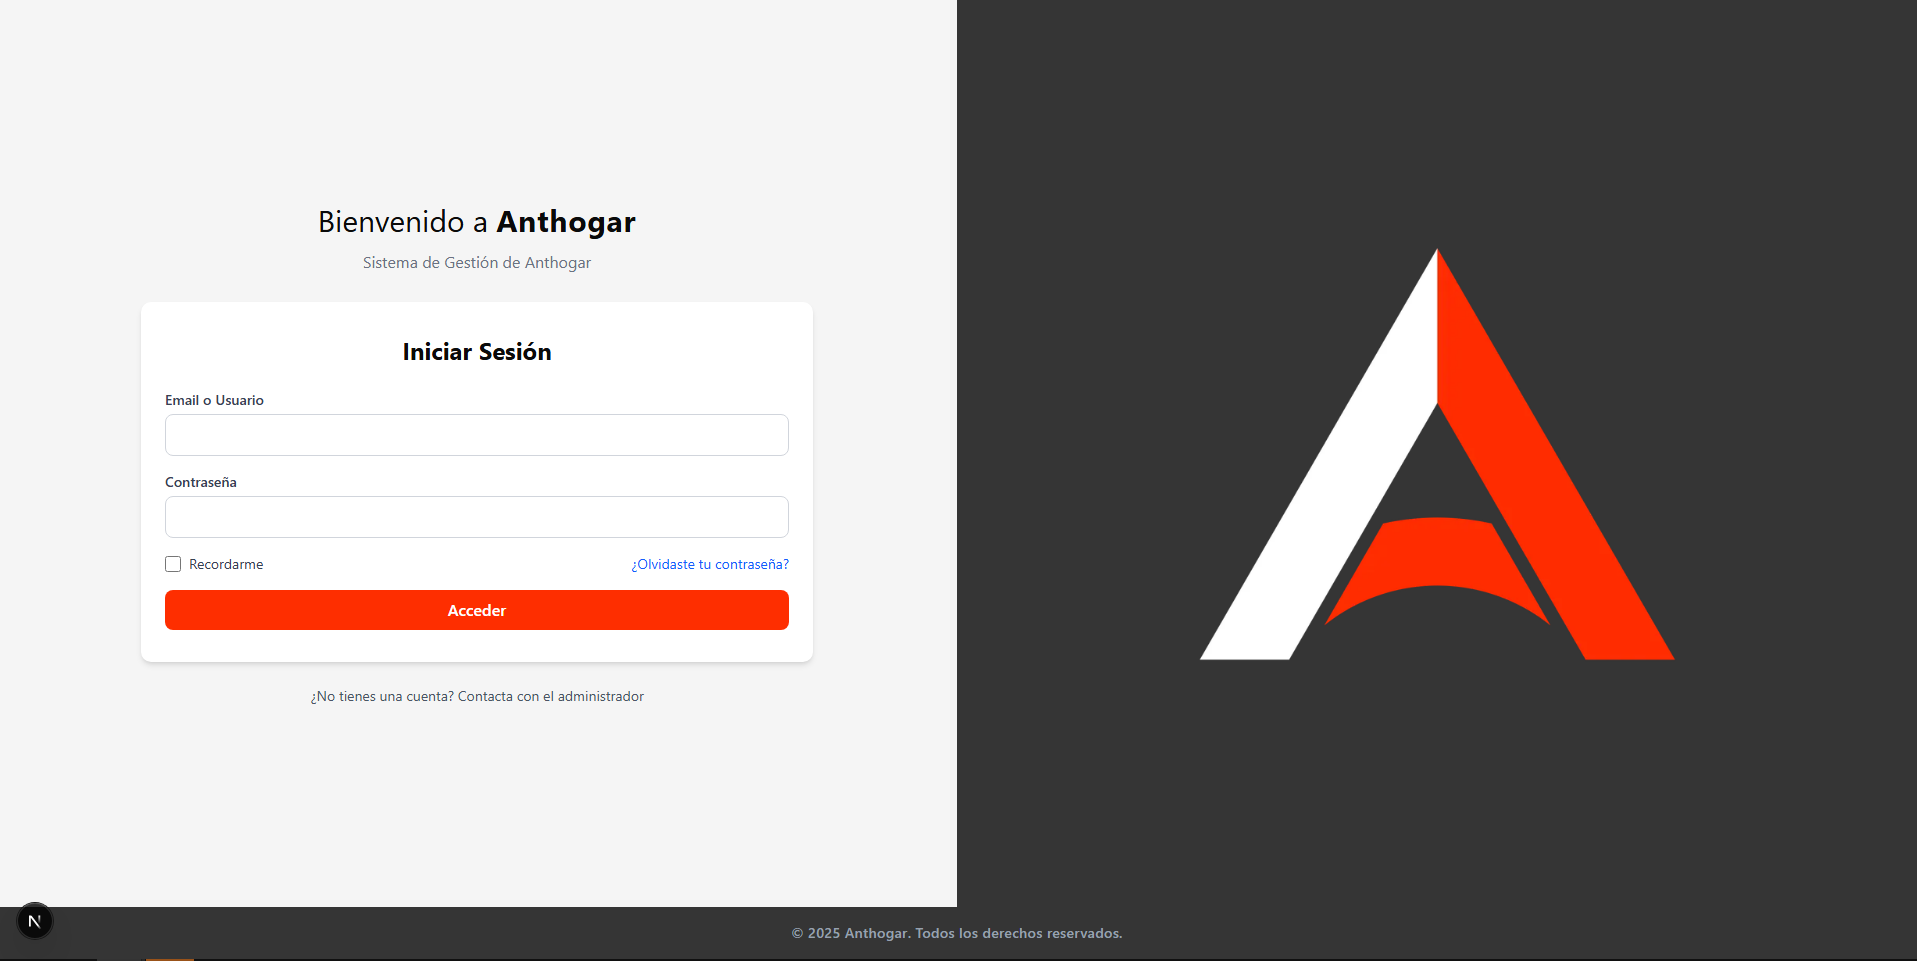 Bienvenido a Anthogar
Sistema de Gestión de Anthogar
Iniciar Sesión
Email o Usuario
Contraseña
Recordarme
¿Olvidaste tu contraseña?
Acceder
¿No tienes una cuenta? Contacta con el administrador
N
© 2025 Anthogar. Todos los derechos reservados.